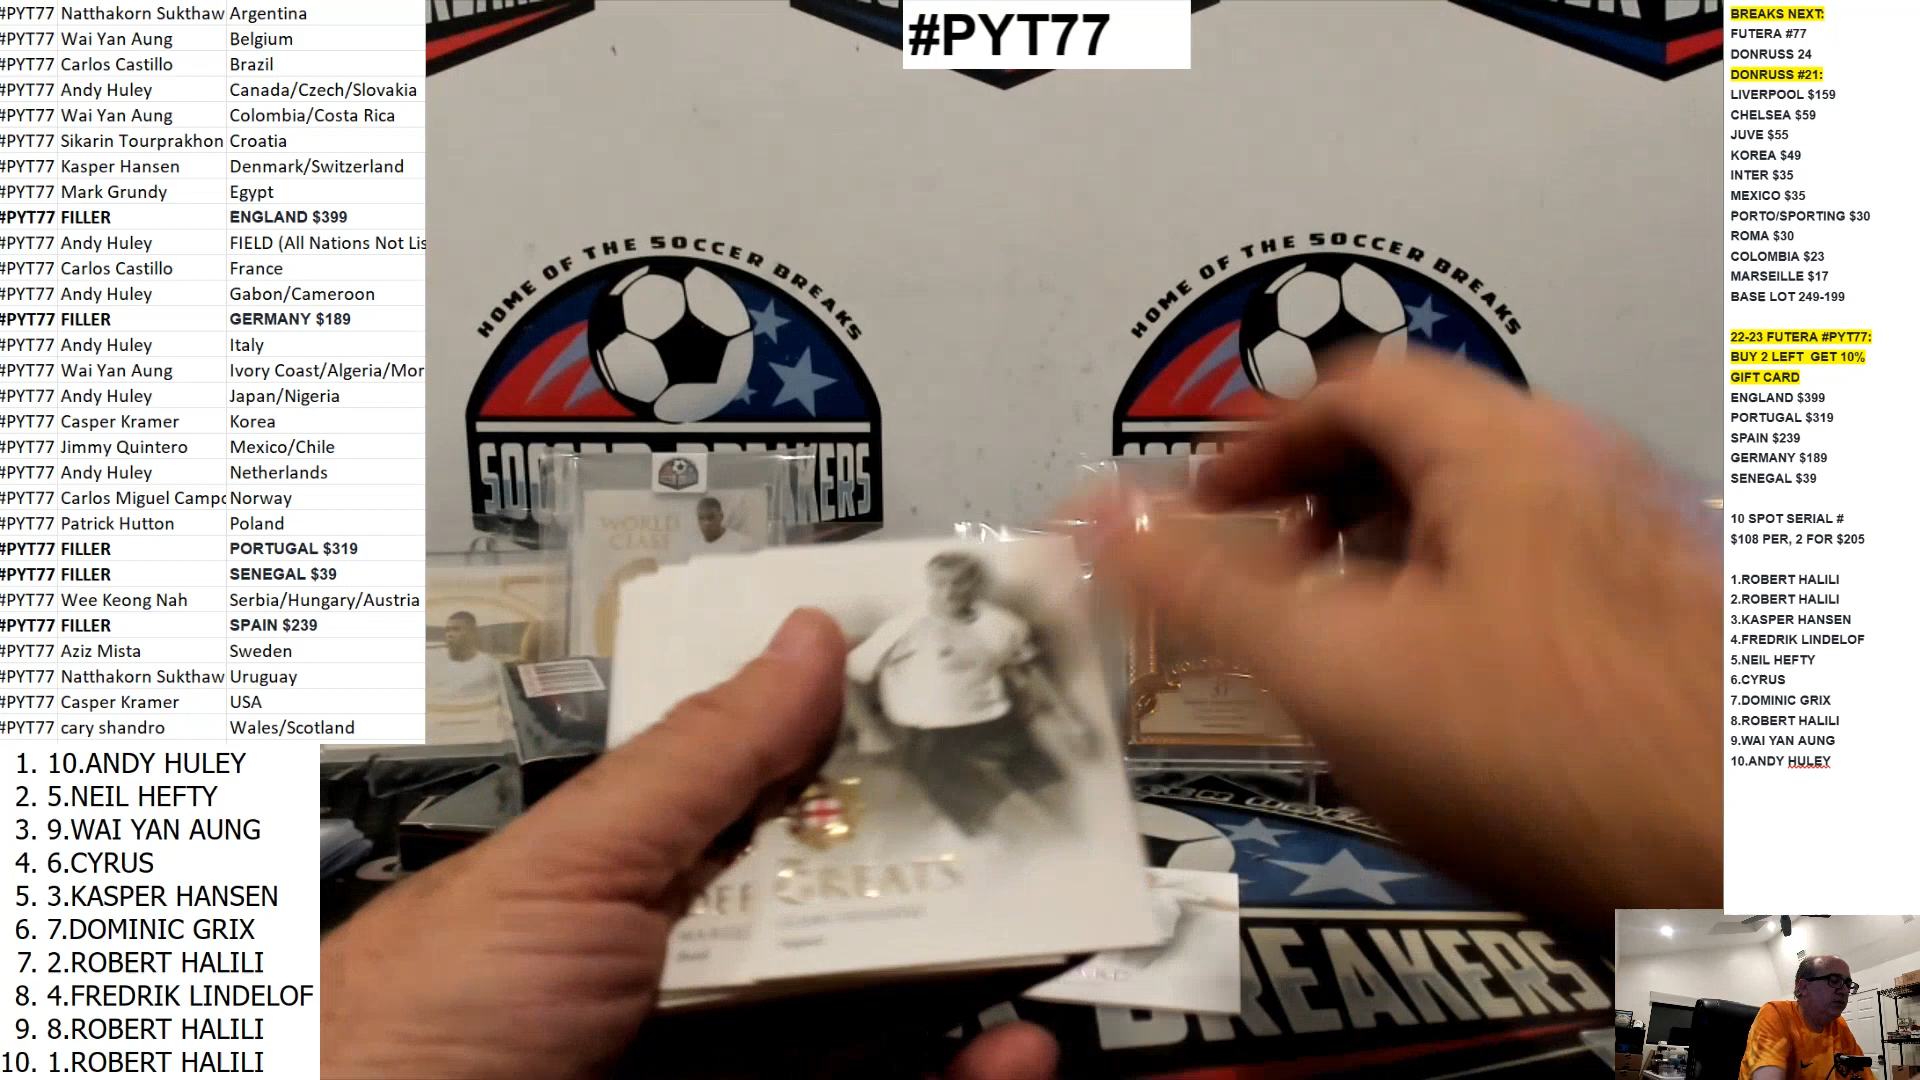 #PYT77 Natthakorn Sukthaw Argentina
#PYT77 Wai Yan Aung Belgium
#PYT77 Carlos Castillo Brazil
#PYT77 Andy Huley Canada/Czech/Slovakia
#PYT77 Wai Yan Aung Colombia/Costa Rica
#PYT77 Sikarin Tourprakhon Croatia
#PYT77 Kasper Hansen Denmark/Switzerland
#PYT77 Mark Grundy Egypt
#PYT77 FILLER ENGLAND $399
#PYT77 Andy Huley FIELD (All Nations Not Lis
#PYT77 Carlos Castillo France
#PYT77 Andy Huley Gabon/Cameroon
#PYT77 FILLER GERMANY $189
#PYT77 Andy Huley Italy
#PYT77 Wai Yan Aung Ivory Coast/Algeria/Mor
#PYT77 Andy Huley Japan/Nigeria
#PYT77 Casper Kramer Korea
#PYT77 Jimmy Quintero Mexico/Chile
#PYT77 Andy Huley Netherlands
#PYT77 Carlos Miguel Campo Norway
#PYT77 Patrick Hutton Poland
#PYT77 FILLER PORTUGAL $319
#PYT77 FILLER SENEGAL $39
#PYT77 Wee Keong Nah Serbia/Hungary/Austria
#PYT77 FILLER SPAIN $239
#PYT77 Aziz Mista Sweden
#PYT77 Natthakorn Sukthaw Uruguay
#PYT77 Casper Kramer USA
#PYT77 cary shandro Wales/Scotland
1. 10.ANDY HULEY
2. 5.NEIL HEFTY
3. 9.WAI YAN AUNG
4. 6.CYRUS
5. 3.KASPER HANSEN
6. 7.DOMINIC GRIX
7. 2.ROBERT HALILI
8. 4.FREDRIK LINDELOF
9. 8.ROBERT HALILI
10. 1.ROBERT HALILI
#PYT77
HOME OF THE SOCCER BREAKS
HOME OF THE SOCCER BREAKS
WORLD
CLASS
GREATS
BREAKERS
BREAKS NEXT:
FUTERA #77
DONRUSS 24
DONRUSS #21:
LIVERPOOL $159
CHELSEA $59
JUVE $55
KOREA $49
INTER $35
MEXICO $35
PORTO/SPORTING $30
ROMA $30
COLOMBIA $23
MARSEILLE $17
BASE LOT 249-199
22-23 FUTERA #PYT77:
BUY 2 LEFT GET 10%
GIFT CARD
ENGLAND $399
PORTUGAL $319
SPAIN $239
GERMANY $189
SENEGAL $39
10 SPOT SERIAL #
$108 PER, 2 FOR $205
1.ROBERT HALILI
2.ROBERT HALILI
3.KASPER HANSEN
4.FREDRIK LINDELOF
5.NEIL HEFTY
6.CYRUS
7.DOMINIC GRIX
8.ROBERT HALILI
9.WAI YAN AUNG
10.ANDY HULEY